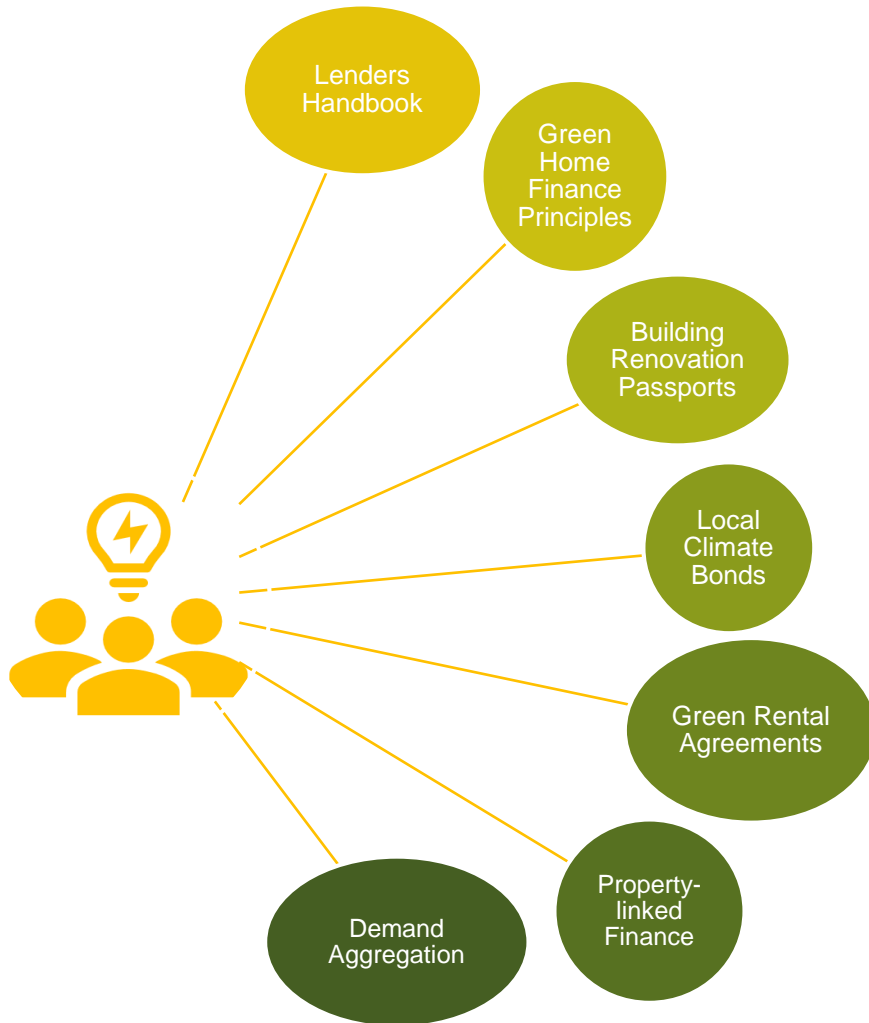 Lenders
Handbook
Green
Home
Finance
Principles
Building
Renovation
Passports
Local
Climate
Bonds
Green Rental
Agreements
Property-
linked
Finance
Demand
Aggregation